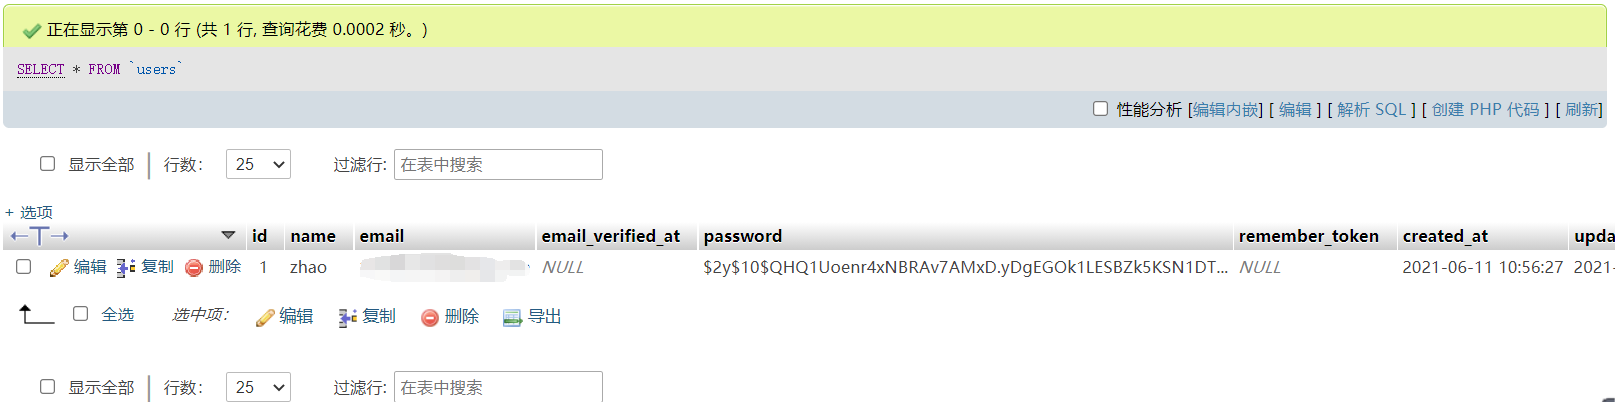 正在显示第 0 - 0 行 (共 1 行, 查询花费 0.0002 秒。)
SELECT * FROM `users`
性能分析 [编辑内嵌] [ 编辑 ] [ 解析 SQL ] [ 创建 PHP 代码 ] [ 刷新]
显示全部 行数: 25 过滤行: 在表中搜索
+ 选项
id name email email_verified_at password remember_token created_at upda
编辑 复制 删除 1 zhao NULL $2y$10$QHQ1Uoenr4xNBRAv7AMxD.yDgEGOk1LESBZk5KSN1DT... NULL 2021-06-11 10:56:27 2021-
全选 选中项: 编辑 复制 删除 导出
显示全部 行数: 25 过滤行: 在表中搜索